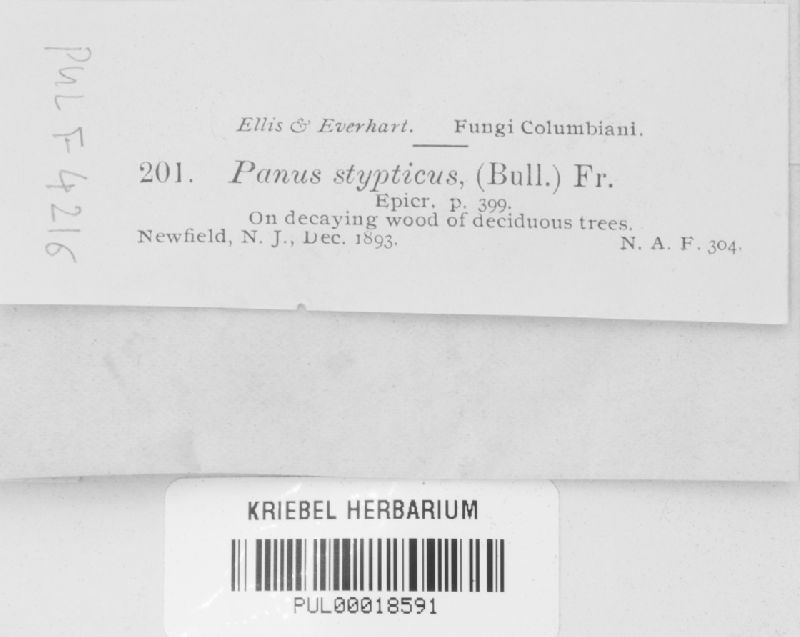 PUL F 4216
Ellis & Everhart. Fungi Columbiani.
201. Panus stypticus, (Bull.) Fr.
Epicr. p. 399.
On decaying wood of deciduous trees.
Newfield, N. J., Dec. 1893. N. A. F. 304.
KRIEBEL HERBARIUM
PUL00018591